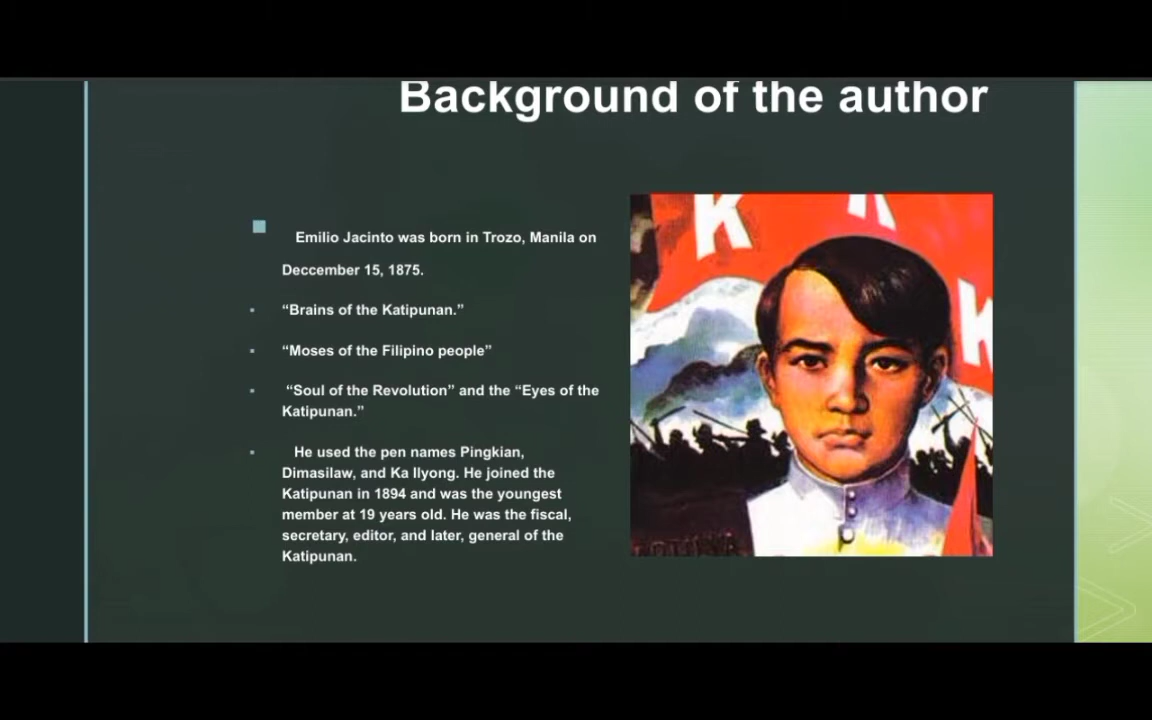 Background of the author
Emilio Jacinto was born in Trozo, Manila on
Deccember 15, 1875.
“Brains of the Katipunan.”
“Moses of the Filipino people”
“Soul of the Revolution” and the “Eyes of the
Katipunan.”
He used the pen names Pingkian,
Dimasilaw, and Ka Ilyong. He joined the
Katipunan in 1894 and was the youngest
member at 19 years old. He was the fiscal,
secretary, editor, and later, general of the
Katipunan.
K K
K